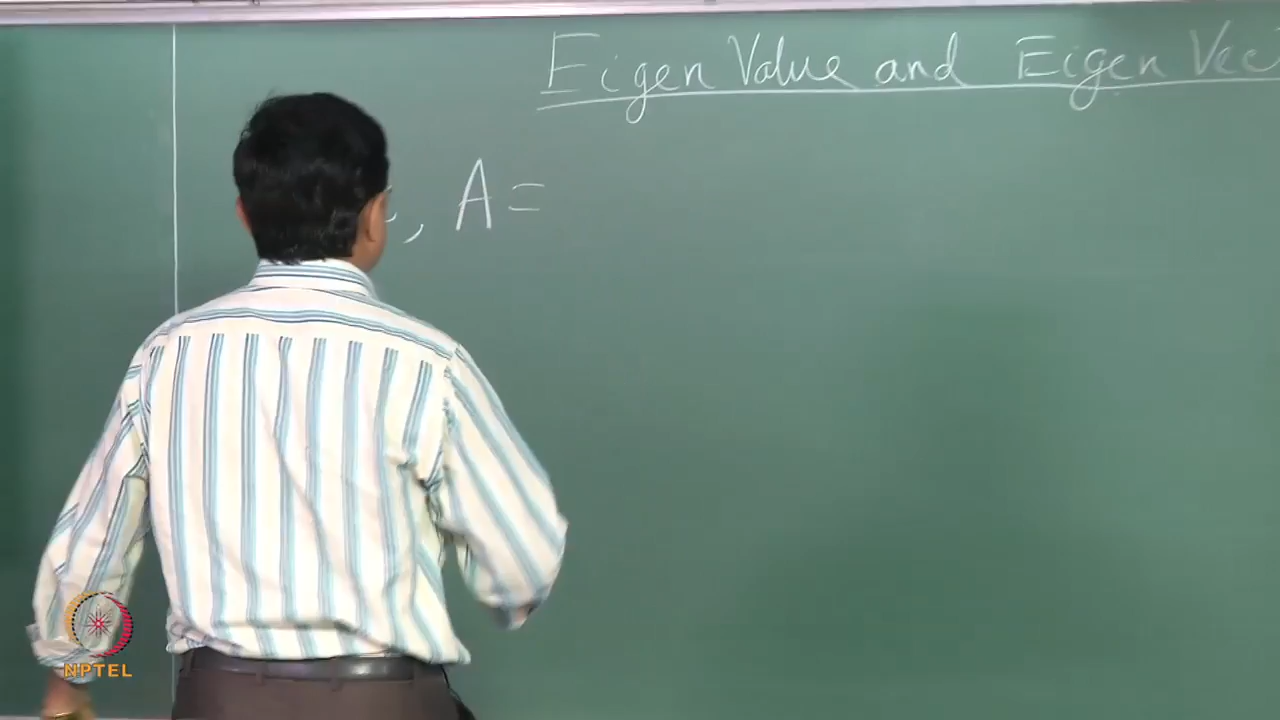 Eigen Value and Eigen Vec
, A =
NPTEL